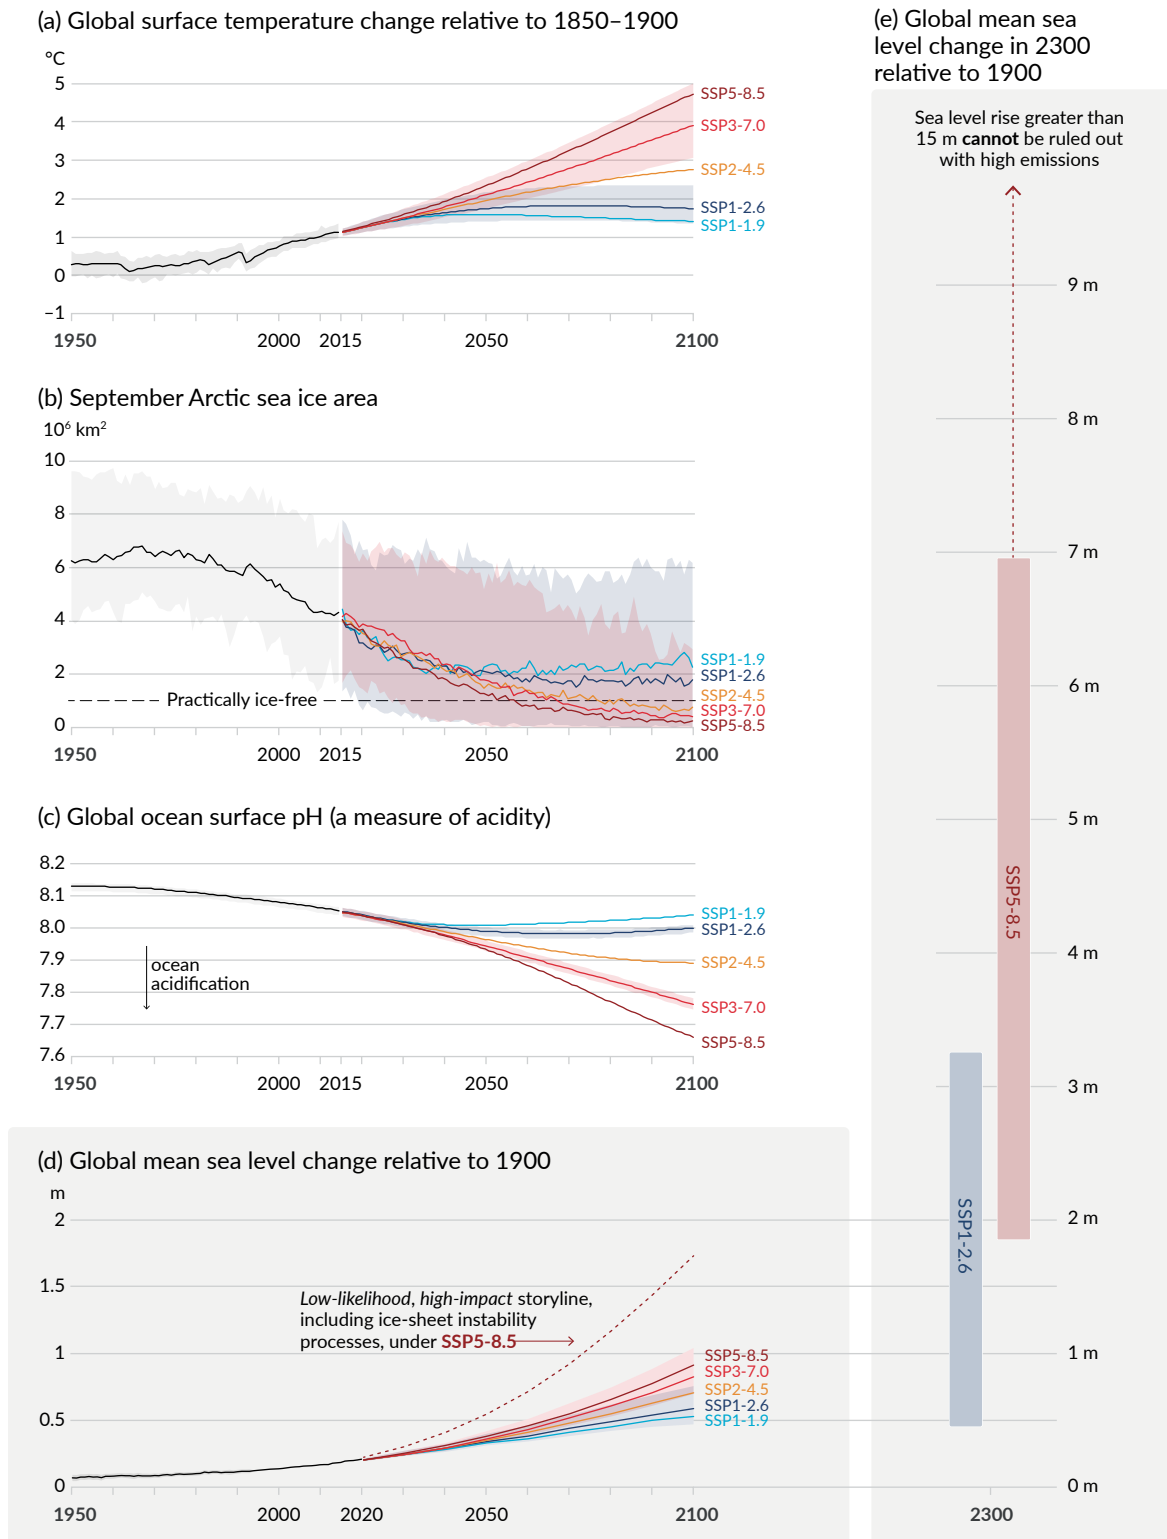 (a) Global surface temperature change relative to 1850–1900
°C
5
4
3
2
1
0
−1
SSP5-8.5
SSP3-7.0
SSP2-4.5
SSP1-2.6
SSP1-1.9
1950 2000 2015 2050 2100
(b) September Arctic sea ice area
10⁶ km²
10
8
6
4
2
0
Practically ice-free
SSP1-1.9
SSP1-2.6
SSP2-4.5
SSP3-7.0
SSP5-8.5
1950 2000 2015 2050 2100
(c) Global ocean surface pH (a measure of acidity)
8.2
8.1
8.0
7.9
7.8
7.7
7.6
ocean
acidification
SSP1-1.9
SSP1-2.6
SSP2-4.5
SSP3-7.0
SSP5-8.5
1950 2000 2015 2050 2100
(d) Global mean sea level change relative to 1900
m
2
1.5
1
0.5
0
Low-likelihood, high-impact storyline,
including ice-sheet instability
processes, under SSP5-8.5
SSP5-8.5
SSP3-7.0
SSP2-4.5
SSP1-2.6
SSP1-1.9
1950 2000 2020 2050 2100
(e) Global mean sea
level change in 2300
relative to 1900
Sea level rise greater than
15 m cannot be ruled out
with high emissions
9 m
8 m
7 m
6 m
5 m
4 m
3 m
2 m
1 m
0 m
SSP5-8.5
SSP1-2.6
2300